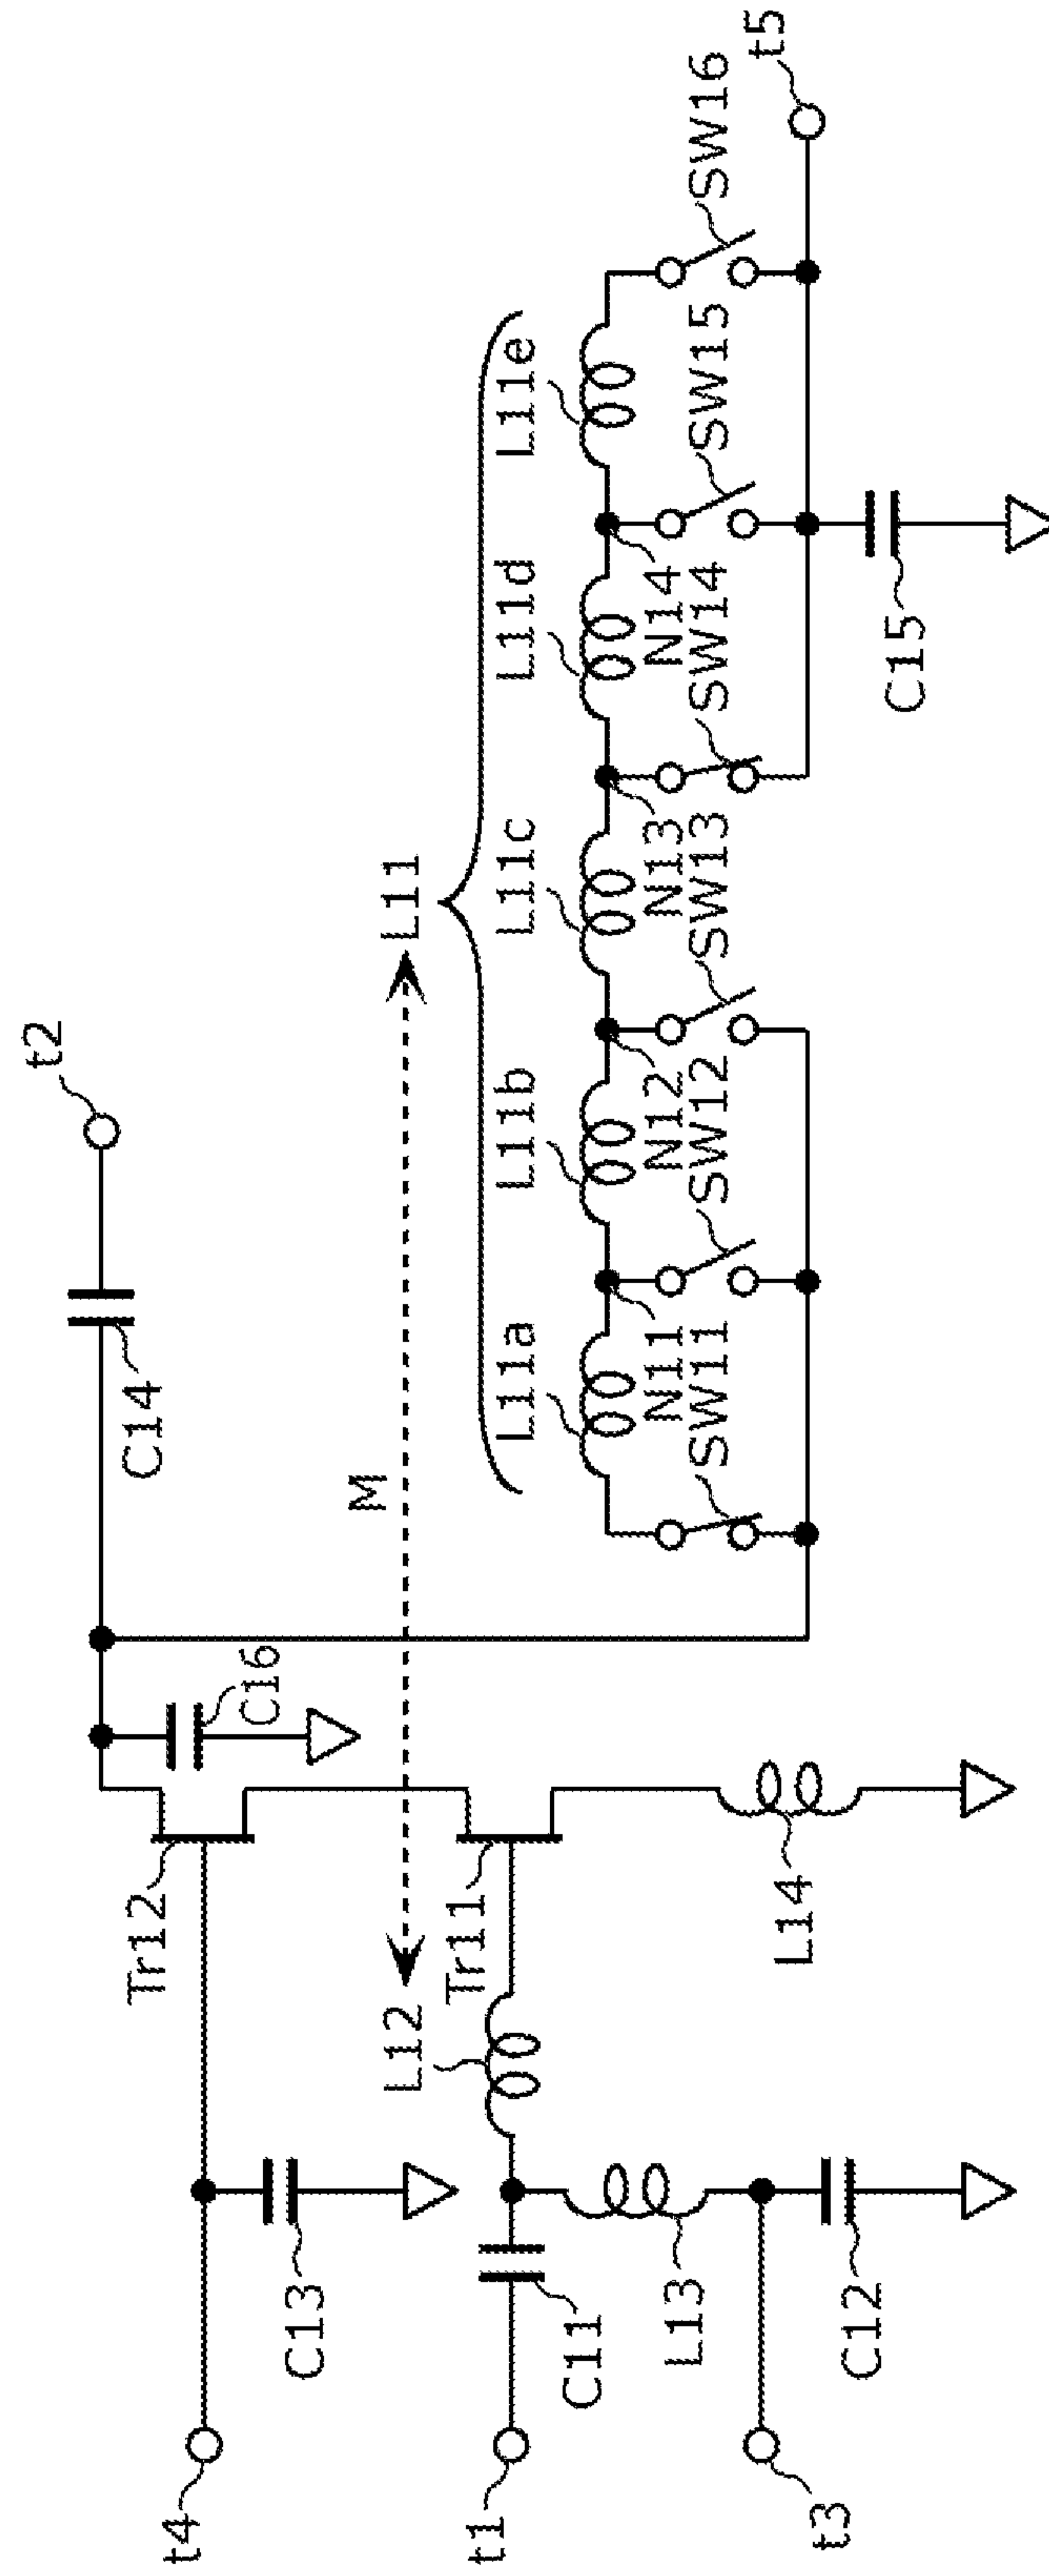 t2
t5
C14
M
L11
C16
L11a
L11b
L11c
L11d
L11e
Tr12
N11
N12
N13
N14
SW11
SW12
SW13
SW14
SW15
SW16
L12
Tr11
C15
t4
C13
L14
t1
C11
L13
t3
C12